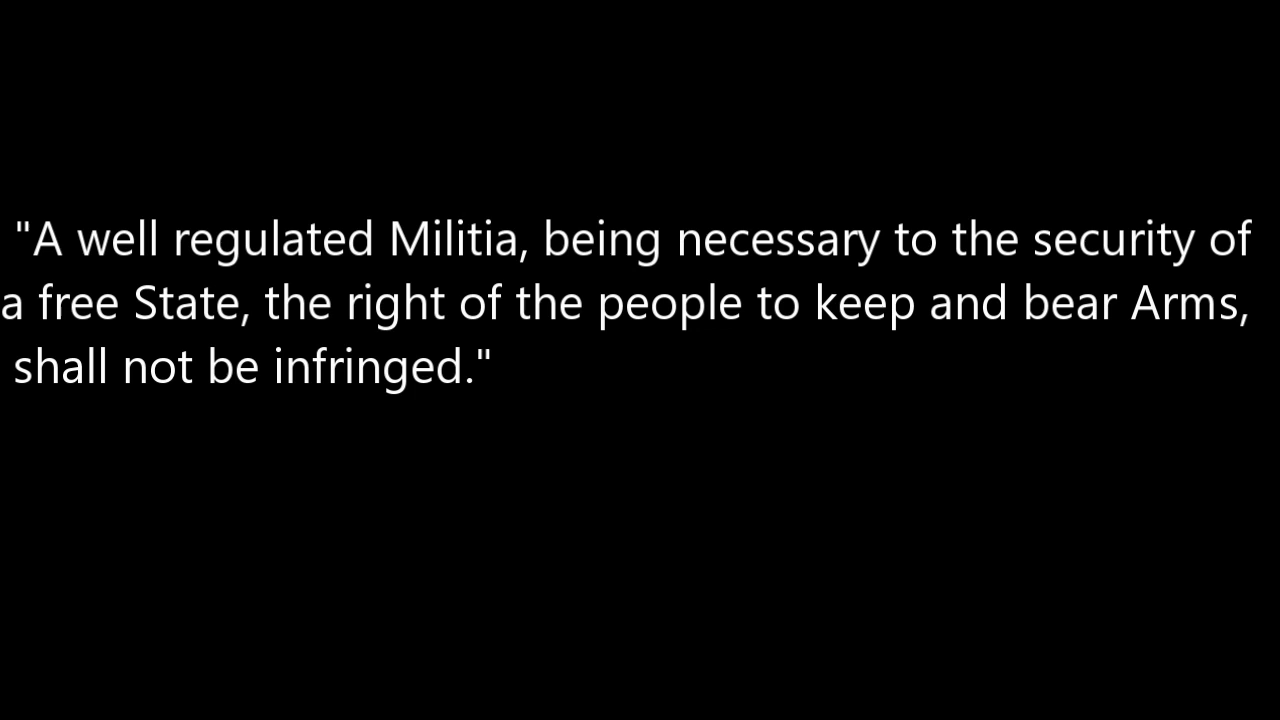 "A well regulated Militia, being necessary to the security of
a free State, the right of the people to keep and bear Arms,
shall not be infringed."